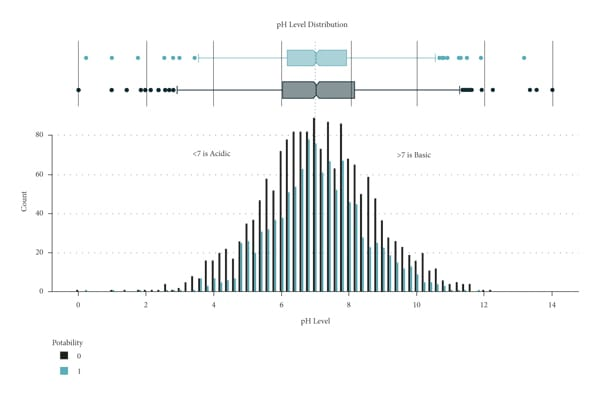 pH Level Distribution
<7 is Acidic
>7 is Basic
80
60
40
20
0
Count
0 2 4 6 8 10 12 14
pH Level
Potability
0
1